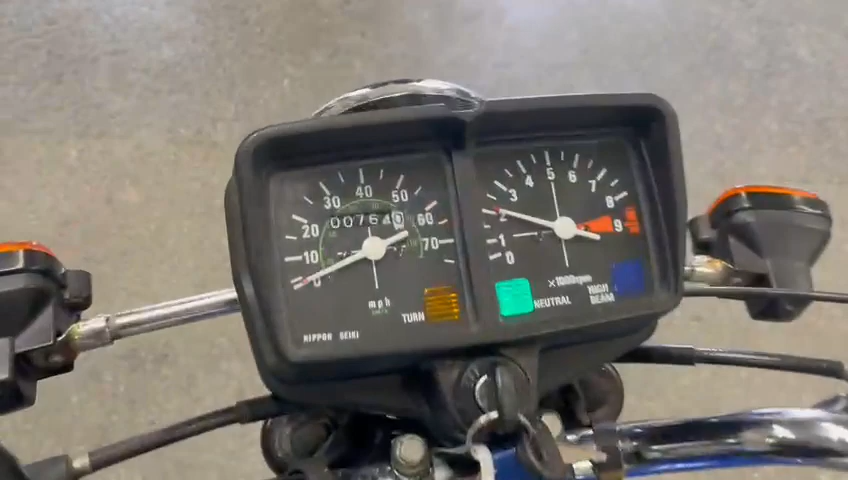 0 10 20 30 40 50 60 70
007640
mph
TURN
NIPPON SEIKI
0 1 2 3 4 5 6 7 8 9
×1000rpm
NEUTRAL
HIGH
BEAM